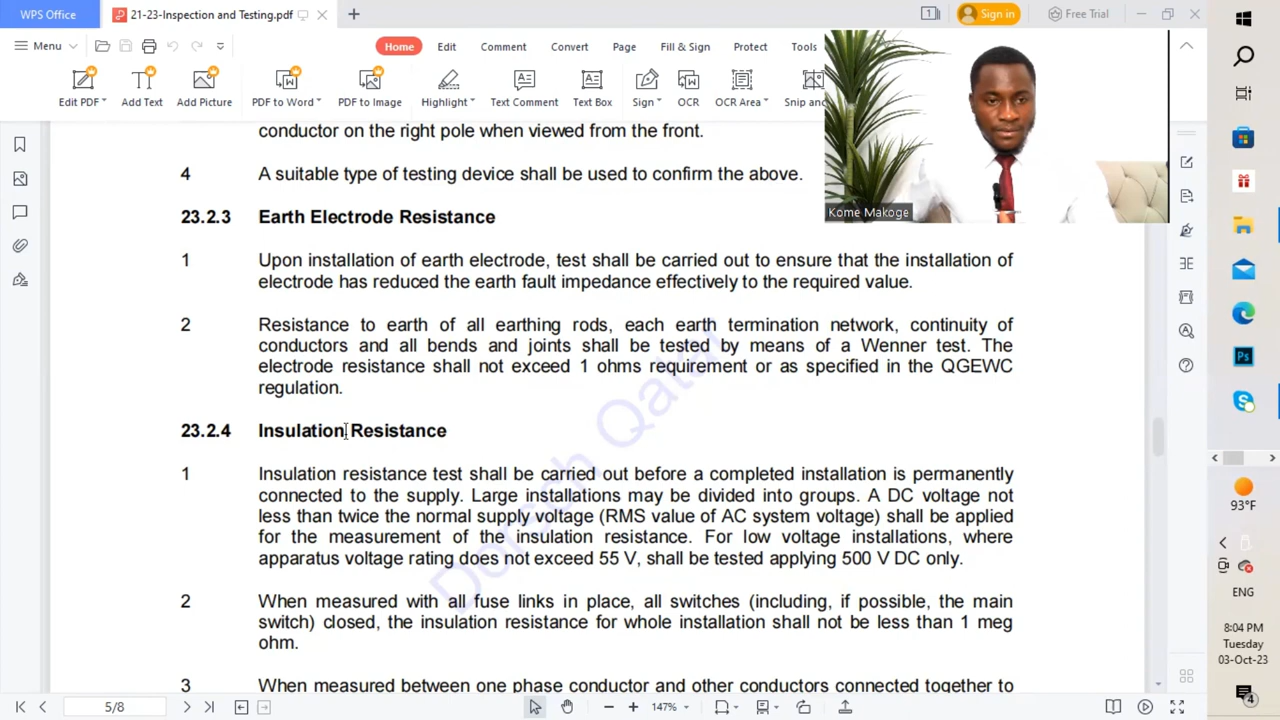 WPS Office
21-23-Inspection and Testing.pdf
1
Sign in
Free Trial
Menu
Home
Edit
Comment
Convert
Page
Fill & Sign
Protect
Tools
Edit PDF
Add Text
Add Picture
PDF to Word
PDF to Image
Highlight
Text Comment
Text Box
Sign
OCR
OCR Area
Snip and
conductor on the right pole when viewed from the front.
4 A suitable type of testing device shall be used to confirm the above.
Kome Makoge
23.2.3 Earth Electrode Resistance
1 Upon installation of earth electrode, test shall be carried out to ensure that the installation of
electrode has reduced the earth fault impedance effectively to the required value.
2 Resistance to earth of all earthing rods, each earth termination network, continuity of
conductors and all bends and joints shall be tested by means of a Wenner test. The
electrode resistance shall not exceed 1 ohms requirement or as specified in the QGEWC
regulation.
23.2.4 Insulation Resistance
1 Insulation resistance test shall be carried out before a completed installation is permanently
connected to the supply. Large installations may be divided into groups. A DC voltage not
less than twice the normal supply voltage (RMS value of AC system voltage) shall be applied
for the measurement of the insulation resistance. For low voltage installations, where
apparatus voltage rating does not exceed 55 V, shall be tested applying 500 V DC only.
2 When measured with all fuse links in place, all switches (including, if possible, the main
switch) closed, the insulation resistance for whole installation shall not be less than 1 meg
ohm.
3 When measured between one phase conductor and other conductors connected together to
Dorsch Qatar
5/8
147%
Ps
93°F
ENG
8:04 PM
Tuesday
03-Oct-23
4